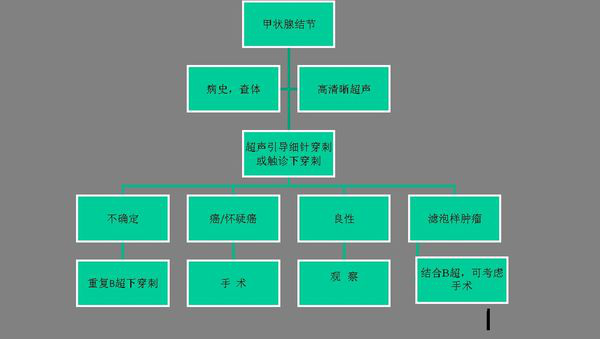 甲状腺结节
病史，查体
高清晰超声
超声引导细针穿刺
或触诊下穿刺
不确定
癌/怀疑癌
良性
滤泡样肿瘤
重复B超下穿刺
手 术
观 察
结合B超，可考虑
手术